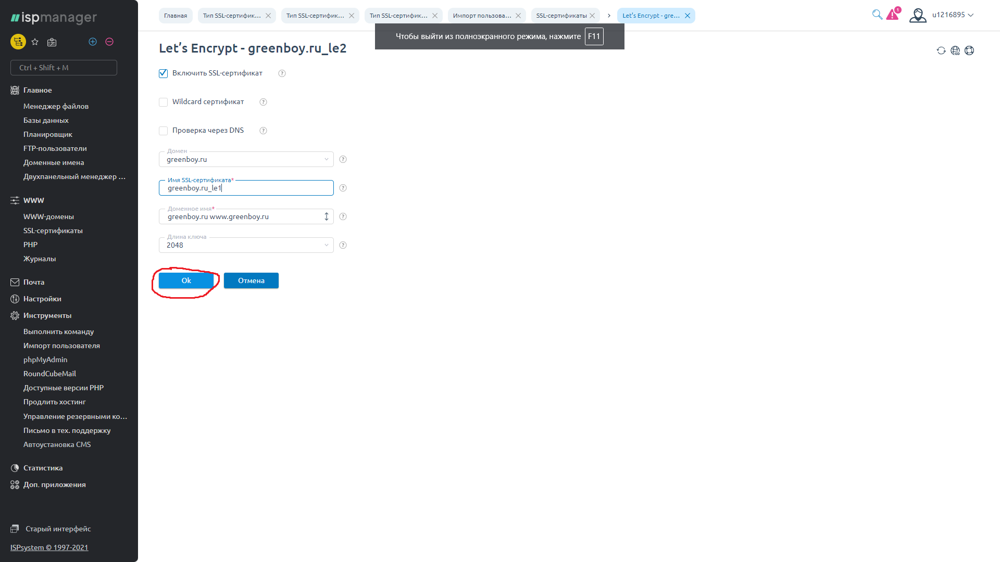 ispmanager
Ctrl + Shift + M
Главное
Менеджер файлов
Базы данных
Планировщик
FTP-пользователи
Доменные имена
Двухпанельный менеджер ...
WWW
WWW-домены
SSL-сертификаты
PHP
Журналы
Почта
Настройки
Инструменты
Выполнить команду
Импорт пользователя
phpMyAdmin
RoundCubeMail
Доступные версии PHP
Продлить хостинг
Управление резервными ко...
Письмо в тех. поддержку
Автоустановка CMS
Статистика
Доп. приложения
Старый интерфейс
ISPsystem © 1997-2021
Главная
Тип SSL-сертифик...
Тип SSL-сертифик...
Тип SSL-сертифик...
Импорт пользова...
SSL-сертификаты
Let’s Encrypt - gre...
1
u1216895
Чтобы выйти из полноэкранного режима, нажмите F11
Let’s Encrypt - greenboy.ru_le2
Включить SSL-сертификат ?
Wildcard сертификат ?
Проверка через DNS ?
Домен
greenboy.ru ?
Имя SSL-сертификата*
greenboy.ru_le1 ?
Доменное имя*
greenboy.ru www.greenboy.ru ?
Длина ключа
2048 ?
Ok Отмена